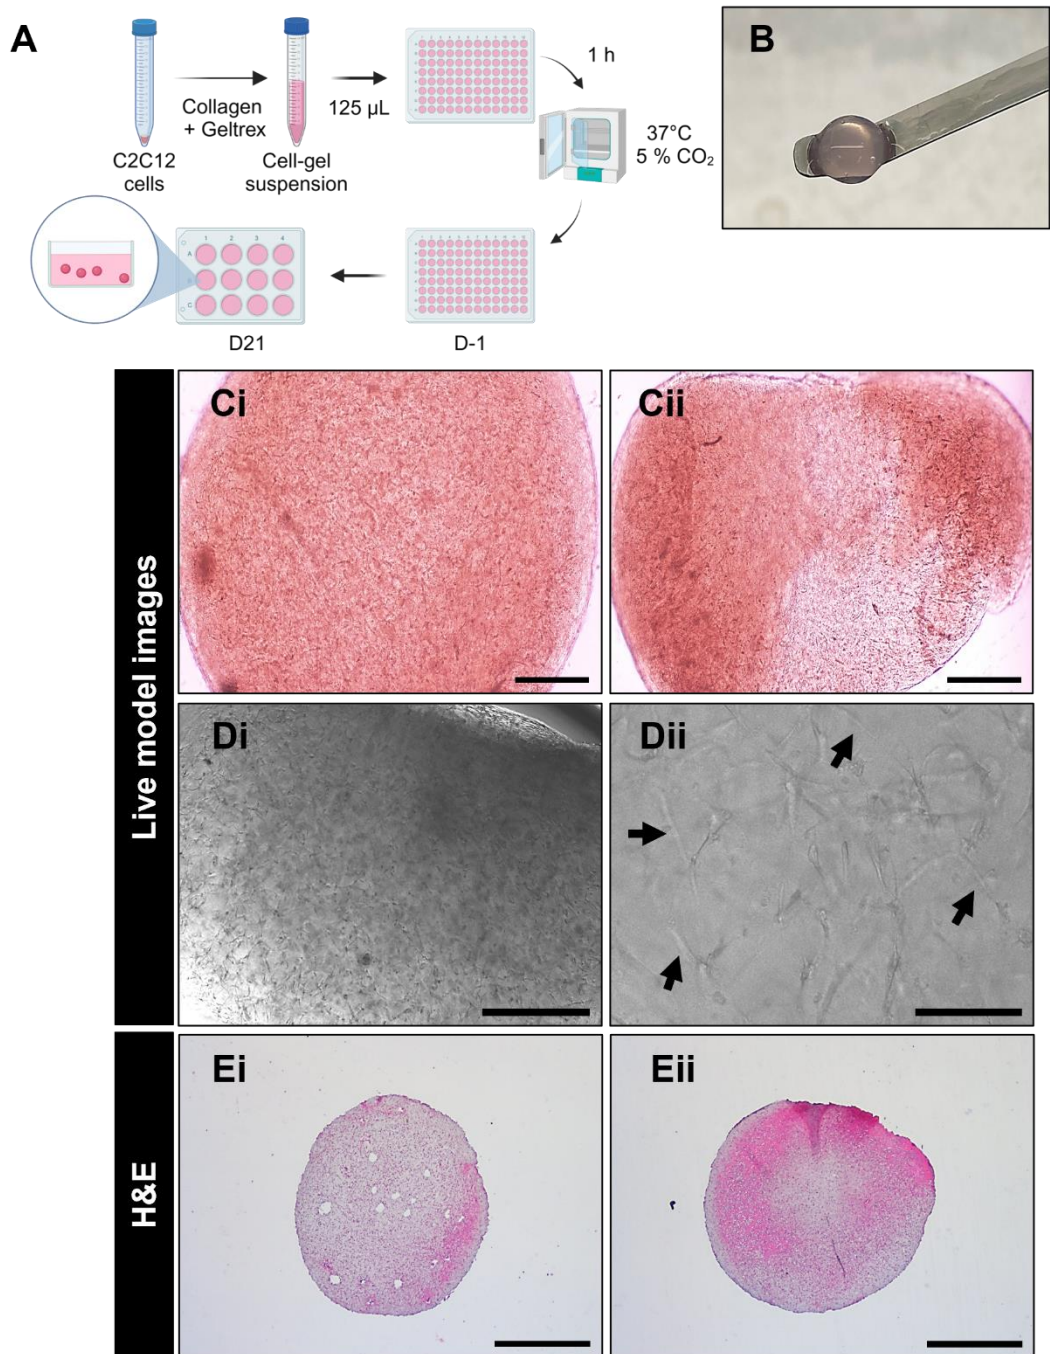 A
B
1 h
Collagen
+ Geltrex
125 µL
37°C
5 % CO₂
C2C12
cells
Cell-gel
suspension
D21
D-1
Live model images
Ci
Cii
Di
Dii
H&E
Ei
Eii